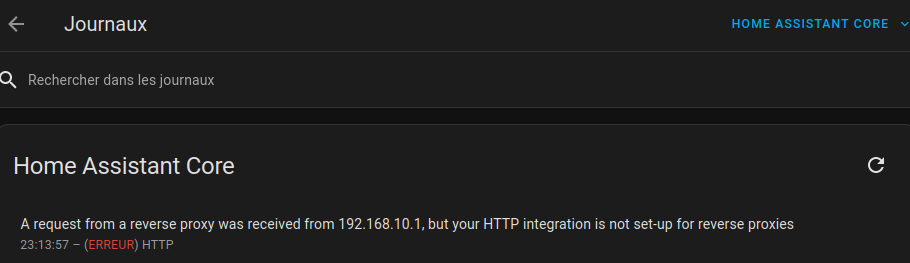 Journaux
HOME ASSISTANT CORE
Rechercher dans les journaux
Home Assistant Core
A request from a reverse proxy was received from 192.168.10.1, but your HTTP integration is not set-up for reverse proxies
23:13:57 – (ERREUR) HTTP